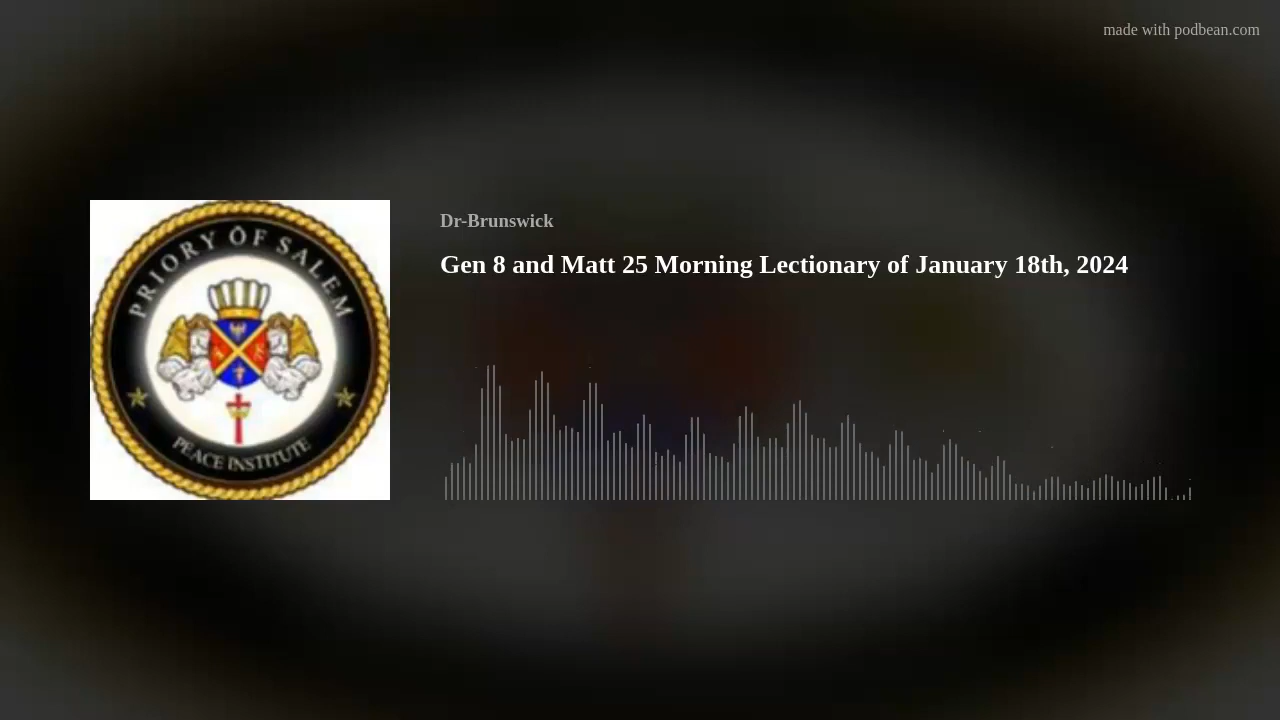 made with podbean.com
PRIORY OF SALEM
PEACE INSTITUTE
Dr-Brunswick
Gen 8 and Matt 25 Morning Lectionary of January 18th, 2024